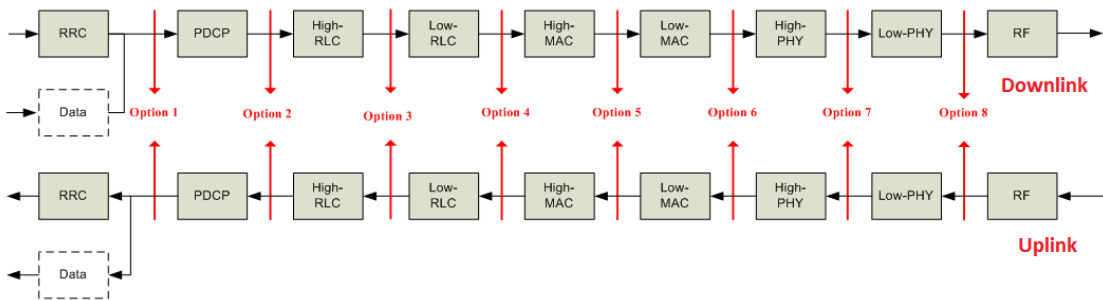 RRC
PDCP
High-
RLC
Low-
RLC
High-
MAC
Low-
MAC
High-
PHY
Low-PHY
RF
Downlink
Data
Option 1
Option 2
Option 3
Option 4
Option 5
Option 6
Option 7
Option 8
RRC
PDCP
High-
RLC
Low-
RLC
High-
MAC
Low-
MAC
High-
PHY
Low-PHY
RF
Uplink
Data